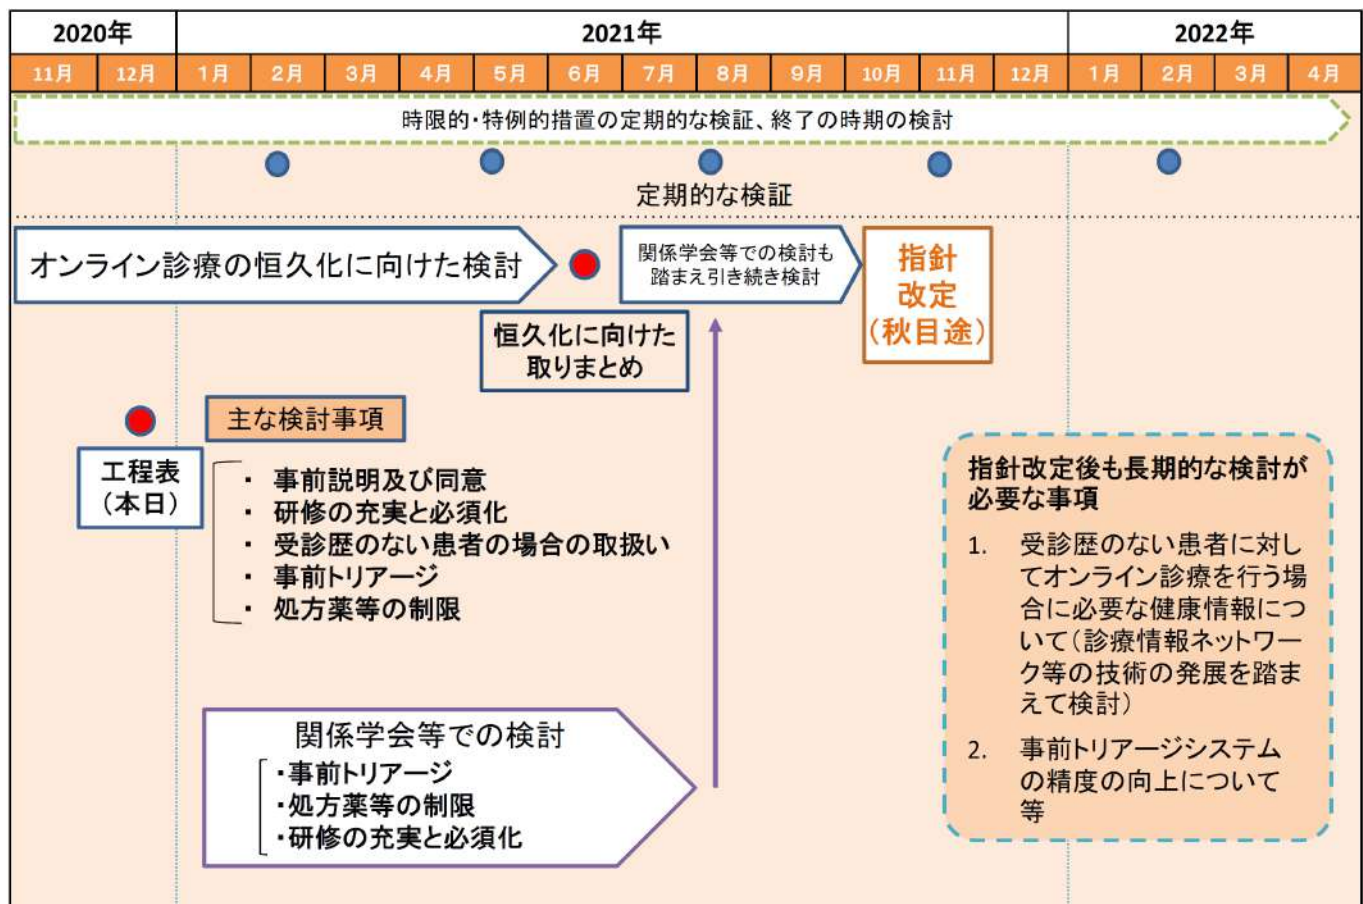 2020年
2021年
2022年
11月
12月
1月
2月
3月
4月
5月
6月
7月
8月
9月
10月
11月
12月
1月
2月
3月
4月
時限的・特例的措置の定期的な検証、終了の時期の検討
定期的な検証
オンライン診療の恒久化に向けた検討
関係学会等での検討も
踏まえ引き続き検討
指針
改定
(秋目途)
恒久化に向けた
取りまとめ
主な検討事項
工程表
(本日)
・ 事前説明及び同意
・ 研修の充実と必須化
・ 受診歴のない患者の場合の取扱い
・ 事前トリアージ
・ 処方薬等の制限
関係学会等での検討
・事前トリアージ
・処方薬等の制限
・研修の充実と必須化
指針改定後も長期的な検討が
必要な事項
1. 受診歴のない患者に対し
てオンライン診療を行う場
合に必要な健康情報につ
いて(診療情報ネットワー
ク等の技術の発展を踏ま
えて検討)
2. 事前トリアージシステム
の精度の向上について
等